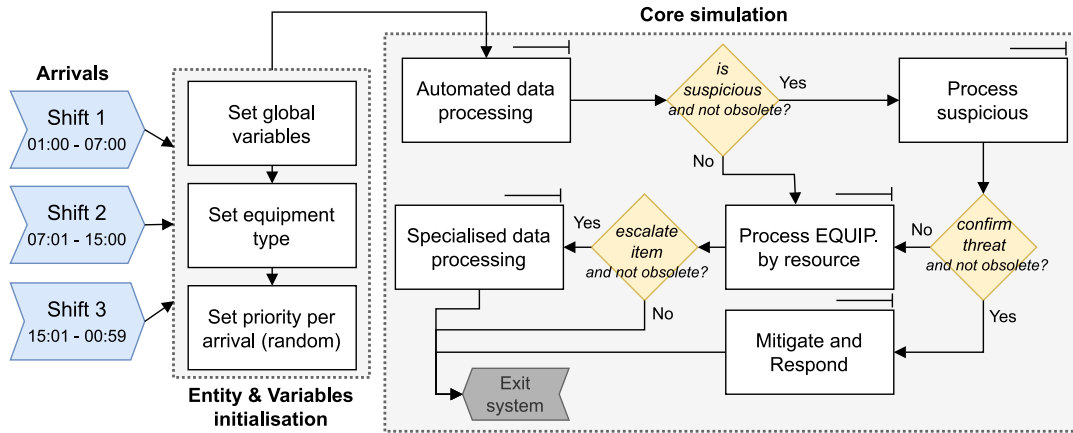 Core simulation
Arrivals
Shift 1
01:00 - 07:00
Shift 2
07:01 - 15:00
Shift 3
15:01 - 00:59
Set global
variables
Set equipment
type
Set priority per
arrival (random)
Entity & Variables
initialisation
Automated data
processing
is
suspicious
and not obsolete?
Yes
No
Process
suspicious
confirm
threat
and not obsolete?
No
Yes
Process EQUIP.
by resource
escalate
item
and not obsolete?
Yes
No
Specialised data
processing
Mitigate and
Respond
Exit
system